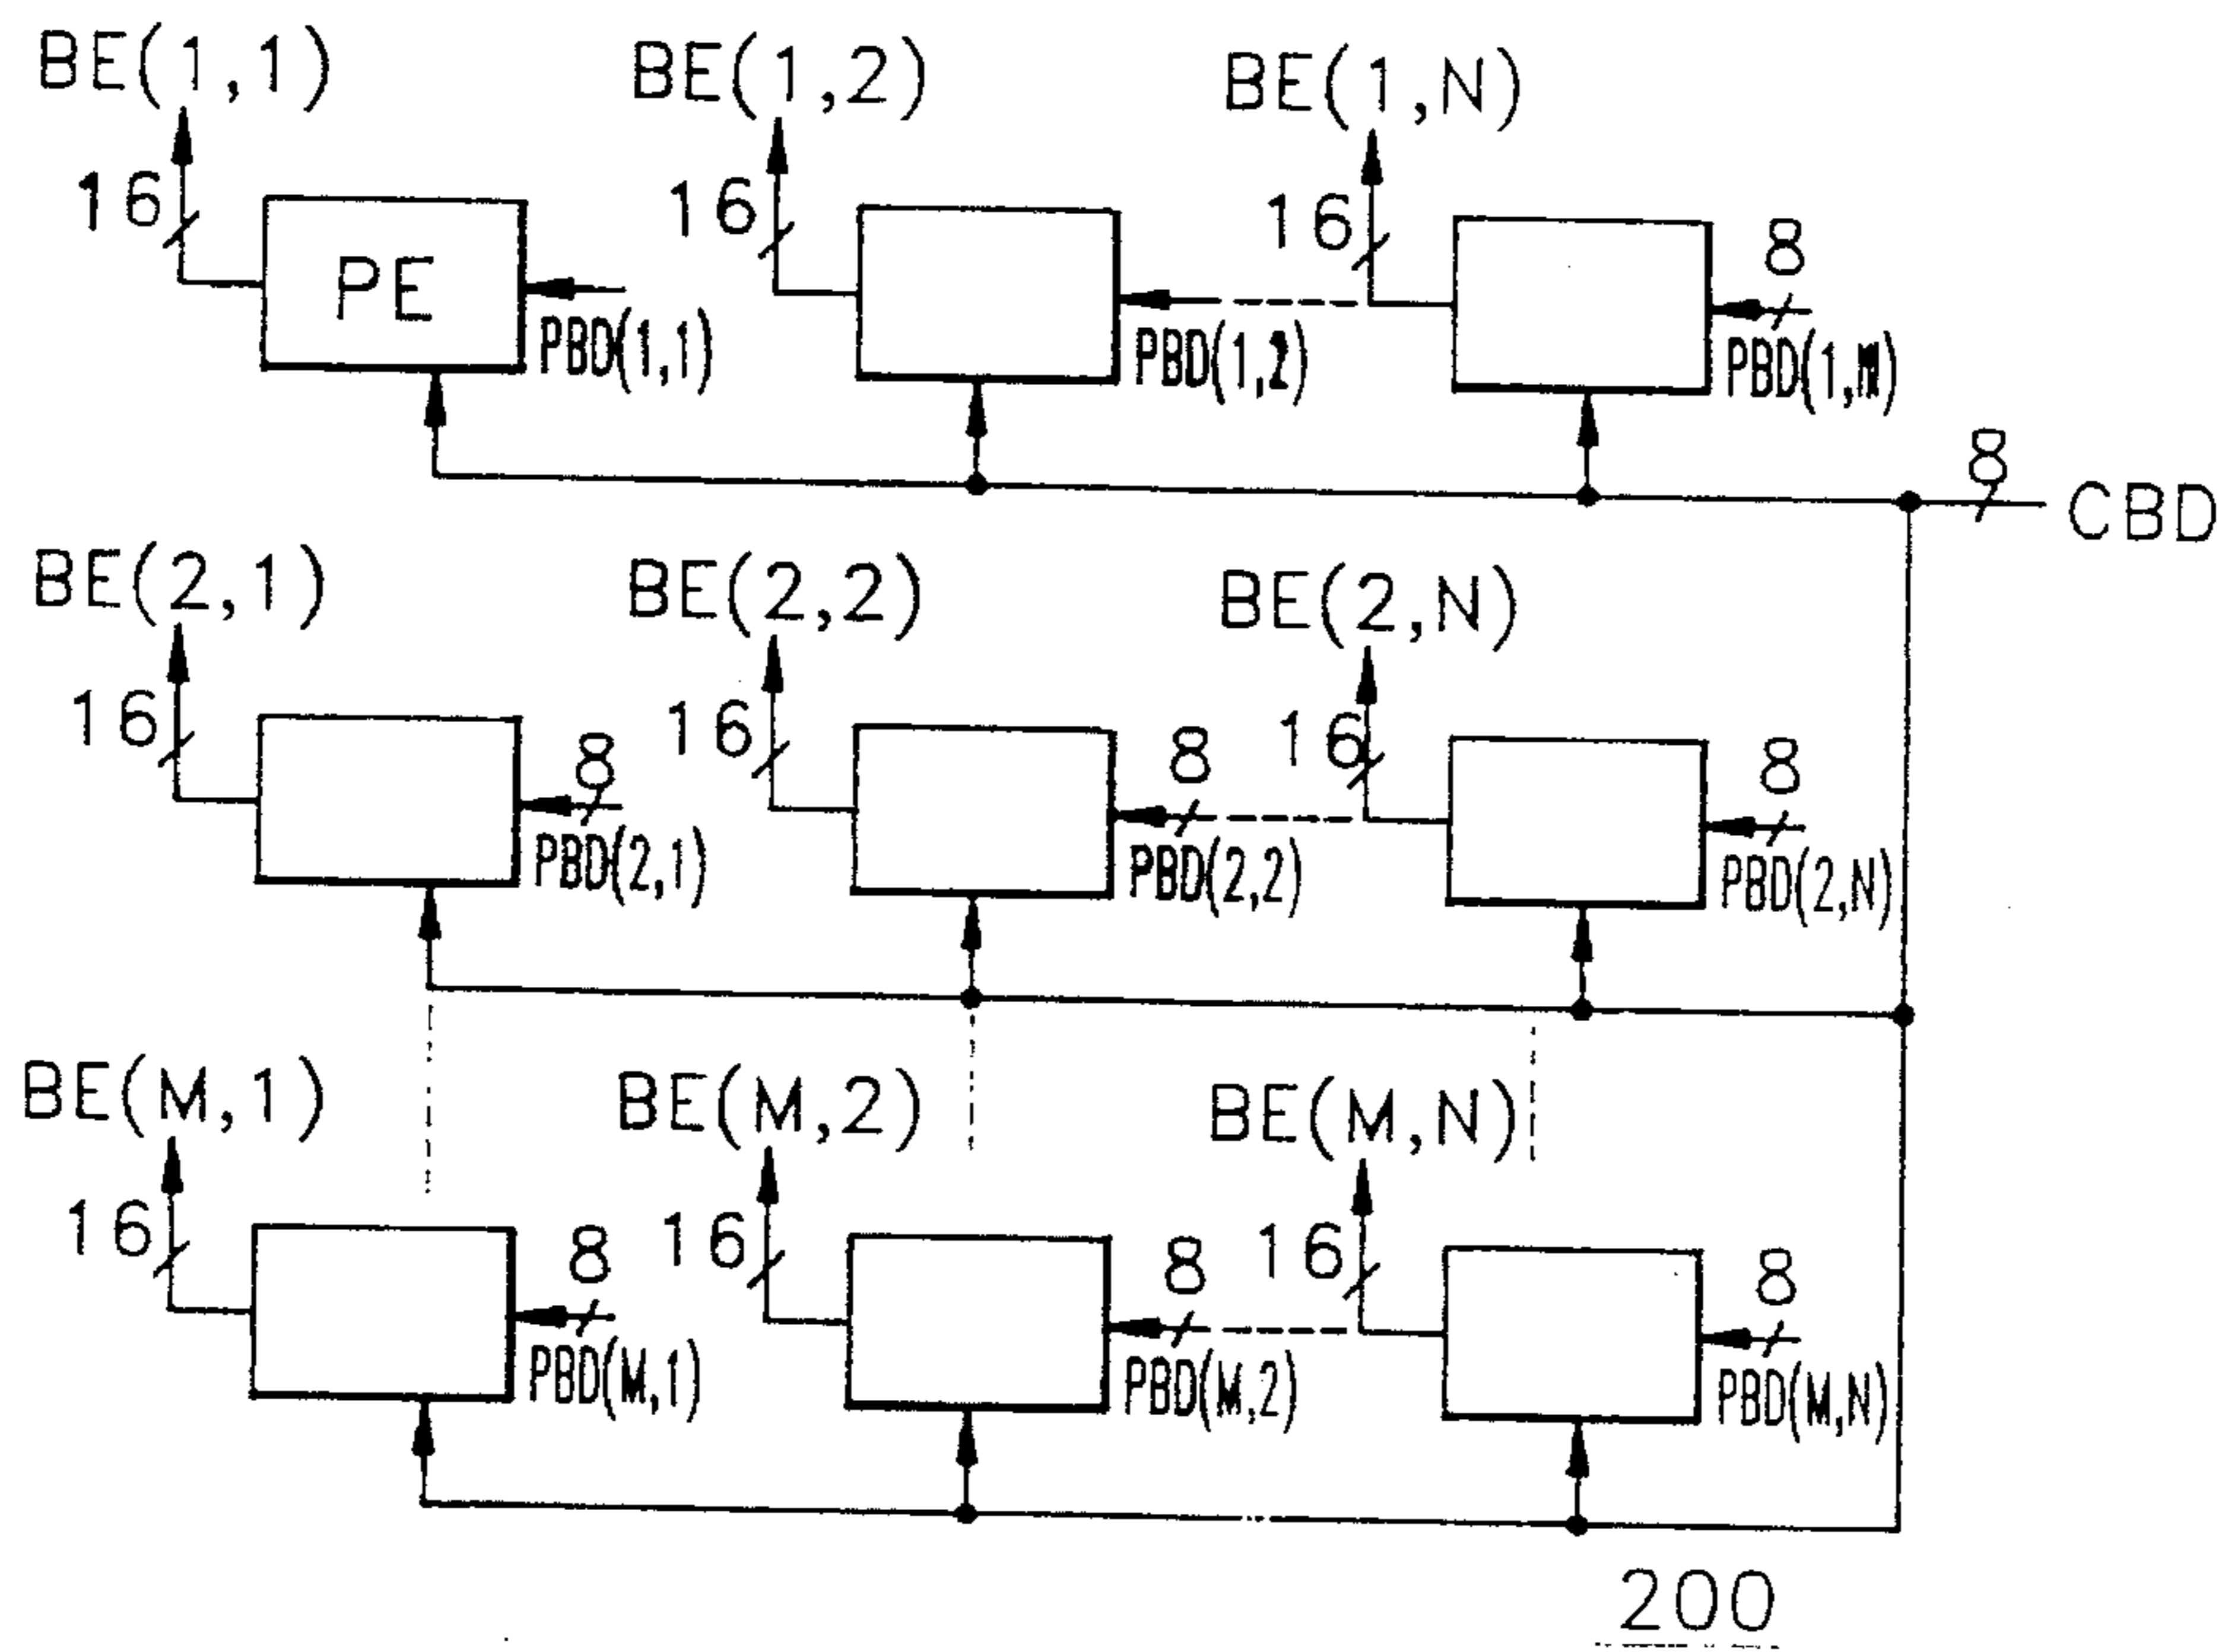 BE(1,1) BE(1,2) BE(1,N)
16 16 16 8
PE
PBD(1,1) PBD(1,2)
8
CBD
BE(2,1) BE(2,2) BE(2,N)
16 8 16 8 16 8
PBD(2,1) PBD(2,2) PBD(2,N)
BE(M,1) BE(M,2) BE(M,N)
16 8 16 8 16 8
PBD(M,1) PBD(M,2) PBD(M,N)
200